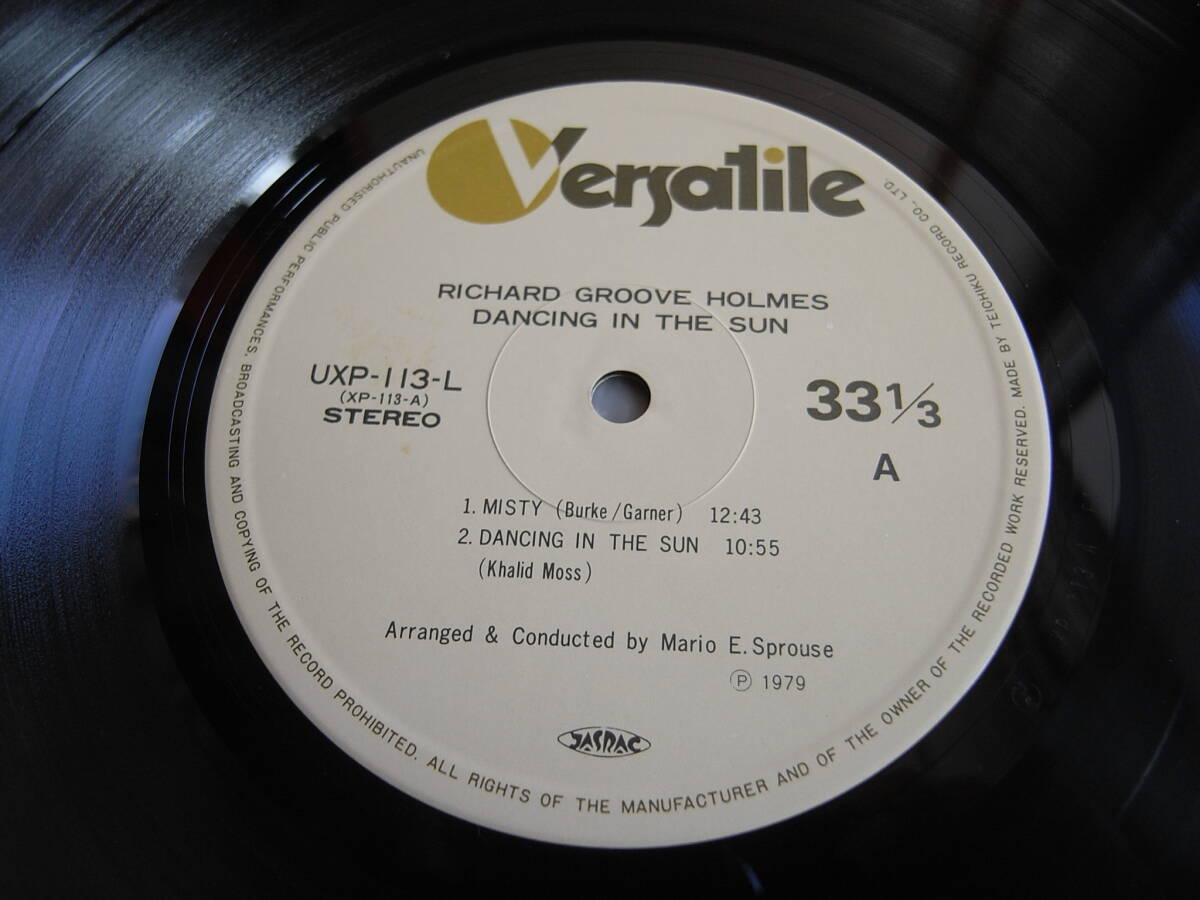 Versatile
RICHARD GROOVE HOLMES
DANCING IN THE SUN
UXP-113-L
(XP-113-A)
STEREO
33 1/3
A
1. MISTY (Burke/Garner) 12:43
2. DANCING IN THE SUN 10:55
(Khalid Moss)
Arranged & Conducted by Mario E. Sprouse
Ⓟ 1979
JASRAC
UNAUTHORISED PUBLIC PERFORMANCES, BROADCASTING AND COPYING OF THE RECORD PROHIBITED. ALL RIGHTS OF THE MANUFACTURER AND OF THE OWNER OF THE RECORDED WORK RESERVED. MADE BY TEICHIKU RECORD CO., LTD.